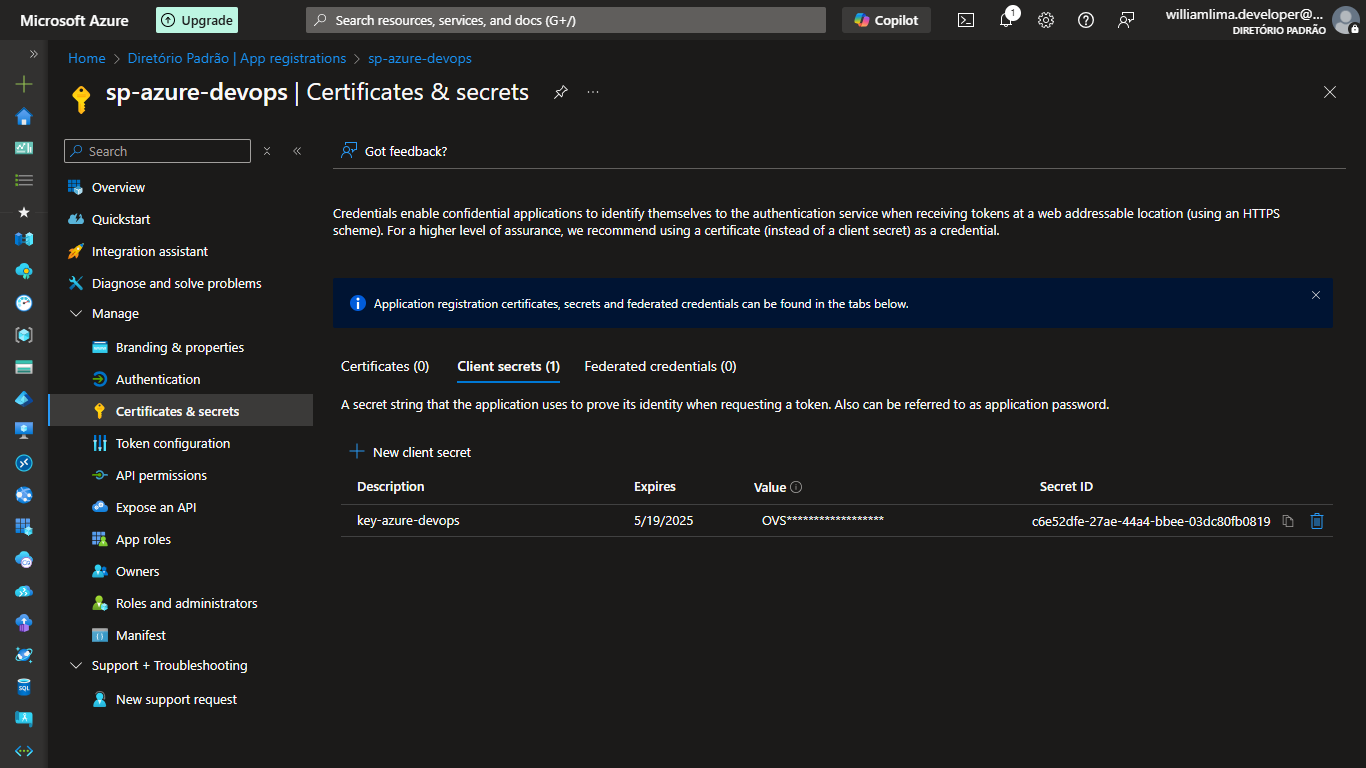 Microsoft Azure
Upgrade
Search resources, services, and docs (G+/)
Copilot
1
williamlima.developer@...
DIRETÓRIO PADRÃO
Home > Diretório Padrão | App registrations > sp-azure-devops
sp-azure-devops | Certificates & secrets
Search
Got feedback?
Overview
Quickstart
Integration assistant
Diagnose and solve problems
Manage
Branding & properties
Authentication
Certificates & secrets
Token configuration
API permissions
Expose an API
App roles
Owners
Roles and administrators
Manifest
Support + Troubleshooting
New support request
Credentials enable confidential applications to identify themselves to the authentication service when receiving tokens at a web addressable location (using an HTTPS
scheme). For a higher level of assurance, we recommend using a certificate (instead of a client secret) as a credential.
Application registration certificates, secrets and federated credentials can be found in the tabs below.
Certificates (0) Client secrets (1) Federated credentials (0)
A secret string that the application uses to prove its identity when requesting a token. Also can be referred to as application password.
New client secret
Description Expires Value Secret ID
key-azure-devops 5/19/2025 OVS****************** c6e52dfe-27ae-44a4-bbee-03dc80fb0819
SQL